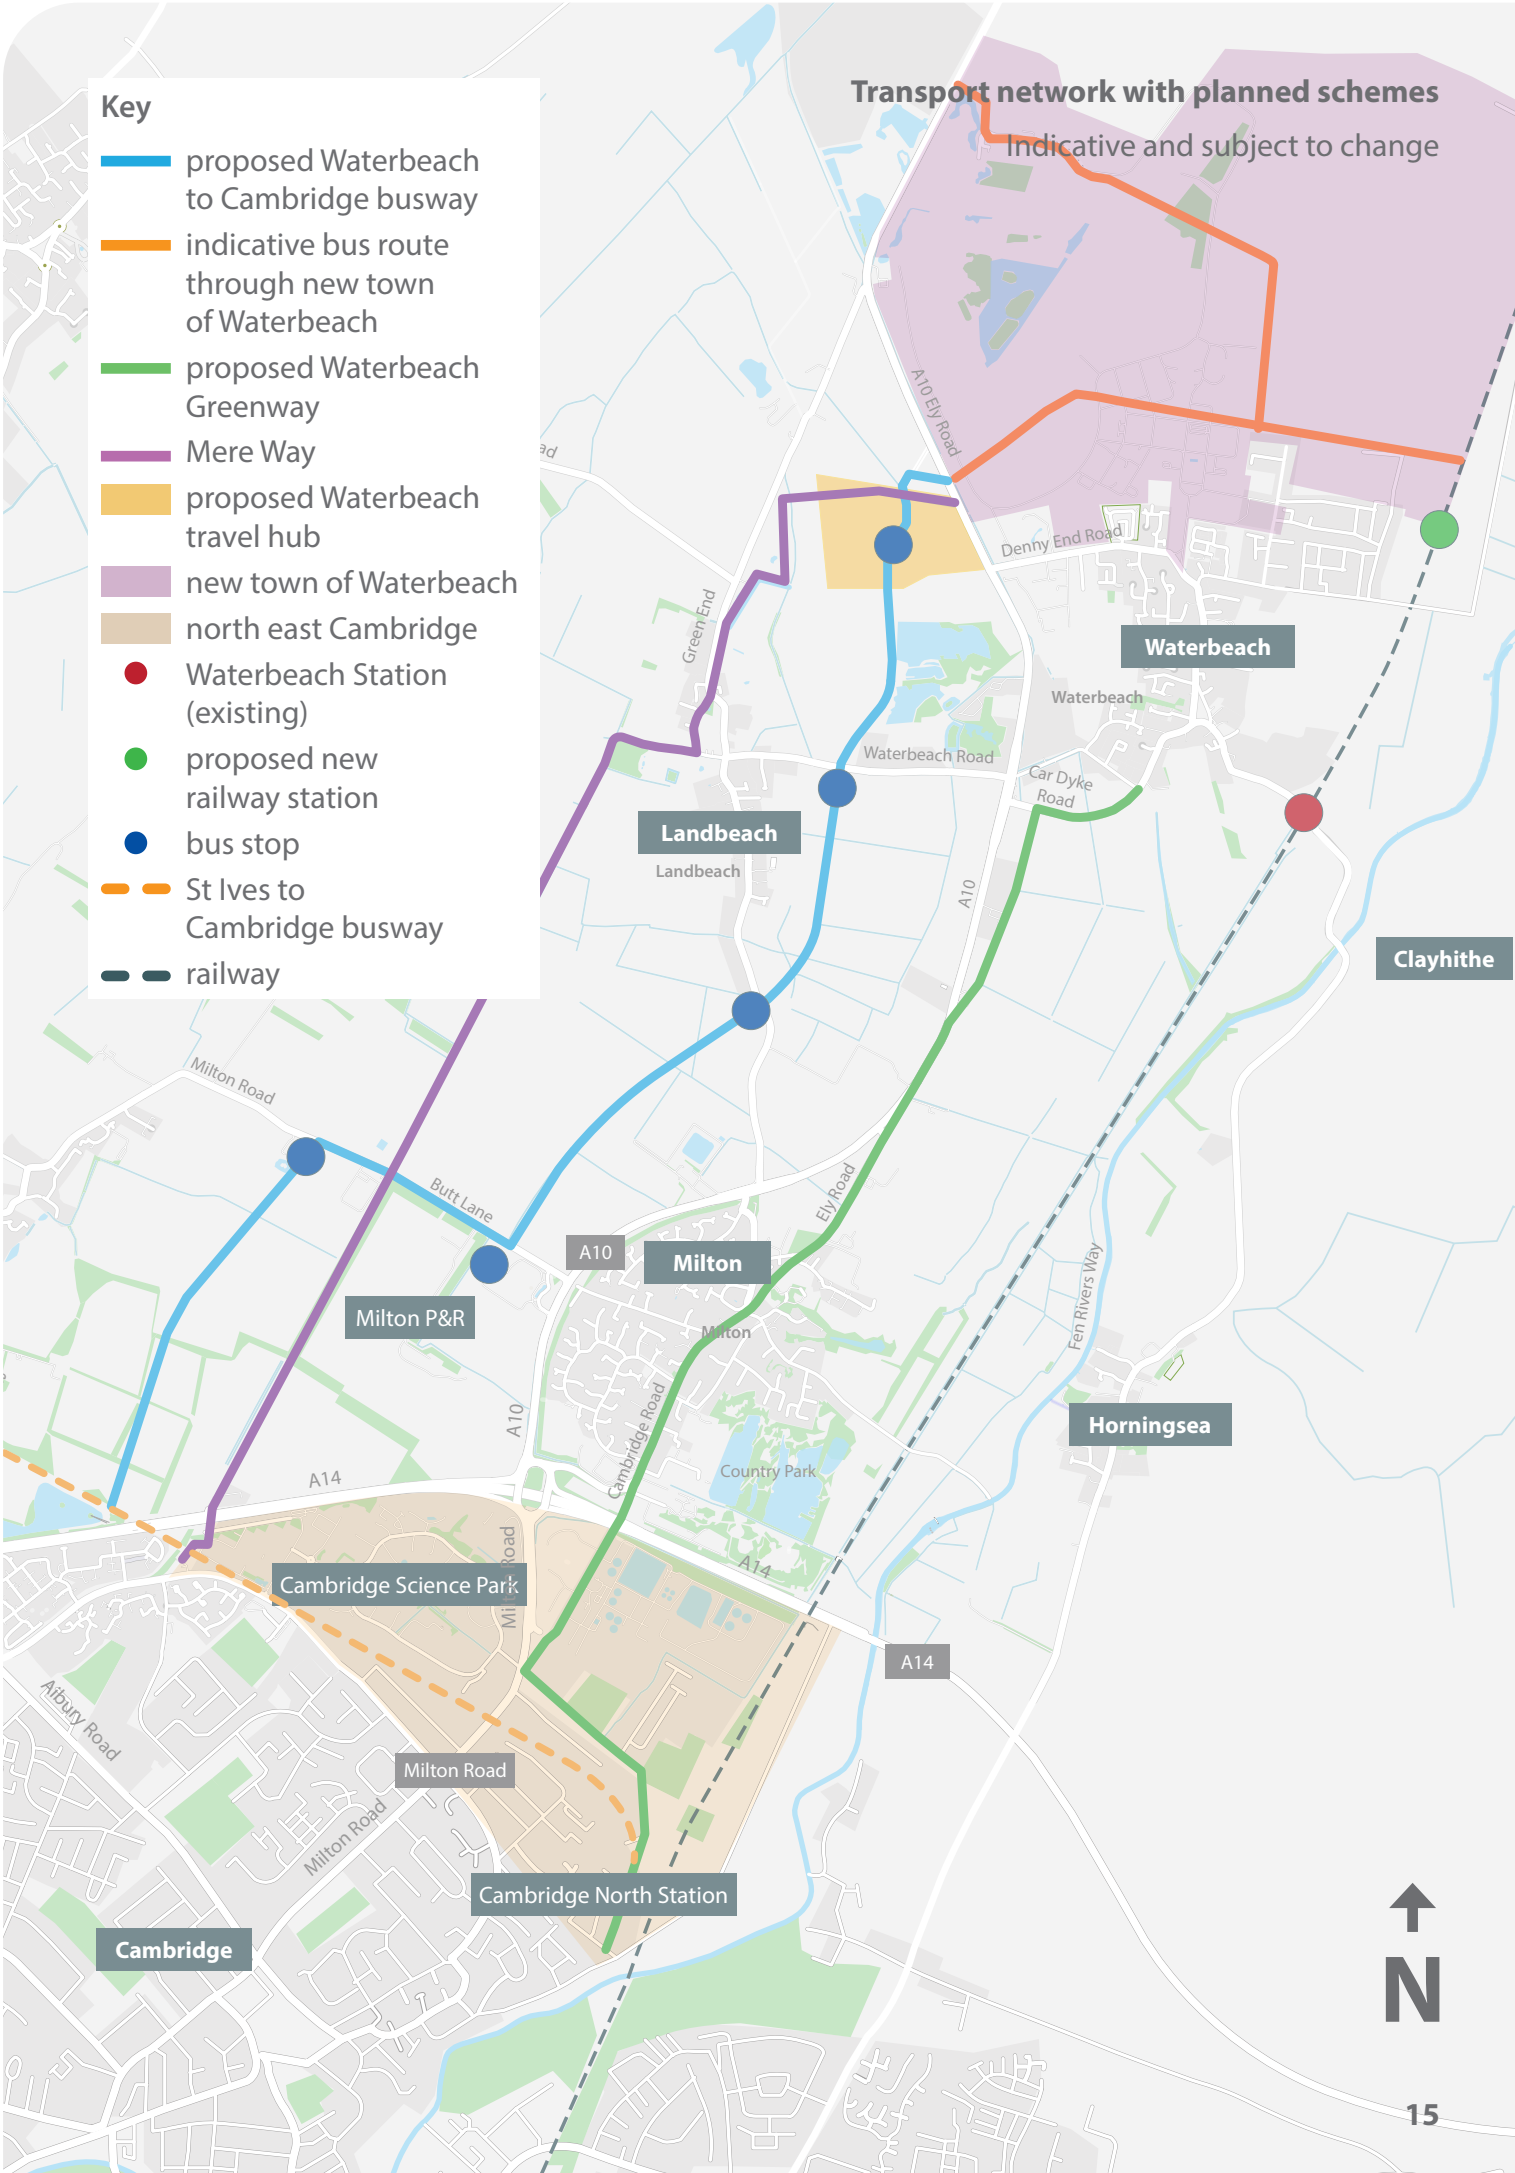 Transport network with planned schemes
Indicative and subject to change
Key
proposed Waterbeach
to Cambridge busway
indicative bus route
through new town
of Waterbeach
proposed Waterbeach
Greenway
Mere Way
proposed Waterbeach
travel hub
new town of Waterbeach
north east Cambridge
Waterbeach Station
(existing)
proposed new
railway station
bus stop
St Ives to
Cambridge busway
railway
ad
A10 Ely Road
Denny End Road
Green End
Waterbeach
Waterbeach
Waterbeach Road
Car Dyke
Road
Landbeach
Landbeach
A10
Clayhithe
Milton Road
Butt Lane
Ely Road
A10
Milton
Milton P&R
Milton
Fen Rivers Way
Cambridge Road
A10
Horningsea
Country Park
A14
A14
Cambridge Science Park
Milton Road
A14
Milton Road
Milton Road
Cambridge North Station
Cambridge
N
15